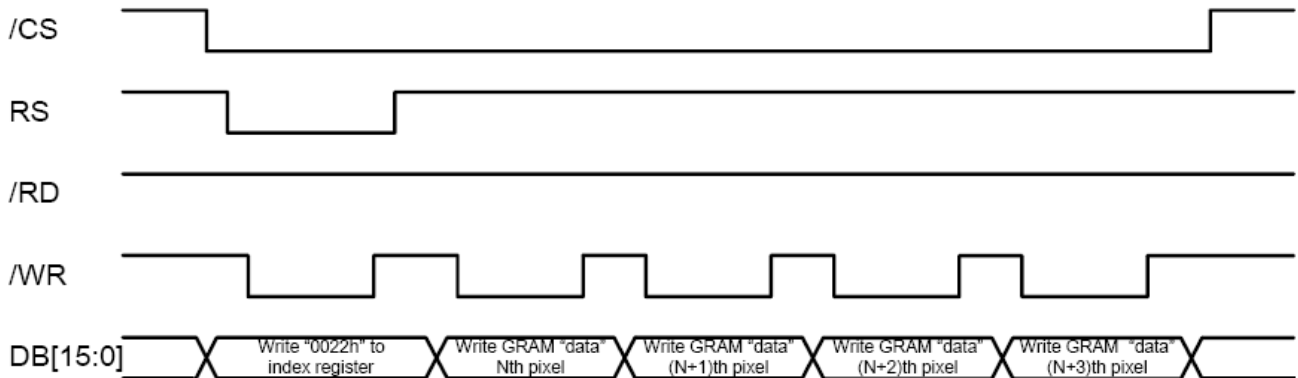 /CS
RS
/RD
/WR
DB[15:0]
Write "0022h" to
index register
Write GRAM "data"
Nth pixel
Write GRAM "data"
(N+1)th pixel
Write GRAM "data"
(N+2)th pixel
Write GRAM "data"
(N+3)th pixel